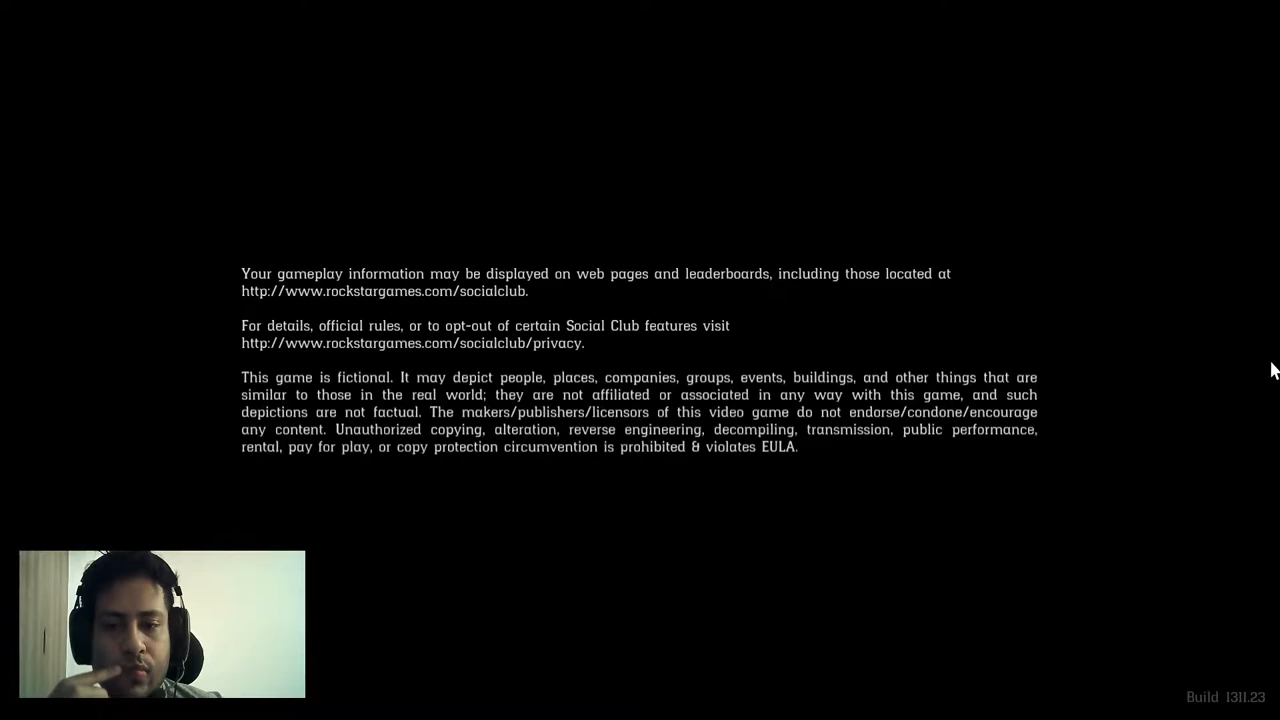 Your gameplay information may be displayed on web pages and leaderboards, including those located at
http://www.rockstargames.com/socialclub.
For details, official rules, or to opt-out of certain Social Club features visit
http://www.rockstargames.com/socialclub/privacy.
This game is fictional. It may depict people, places, companies, groups, events, buildings, and other things that are
similar to those in the real world; they are not affiliated or associated in any way with this game, and such
depictions are not factual. The makers/publishers/licensors of this video game do not endorse/condone/encourage
any content. Unauthorized copying, alteration, reverse engineering, decompiling, transmission, public performance,
rental, pay for play, or copy protection circumvention is prohibited & violates EULA.
Build 1311.23